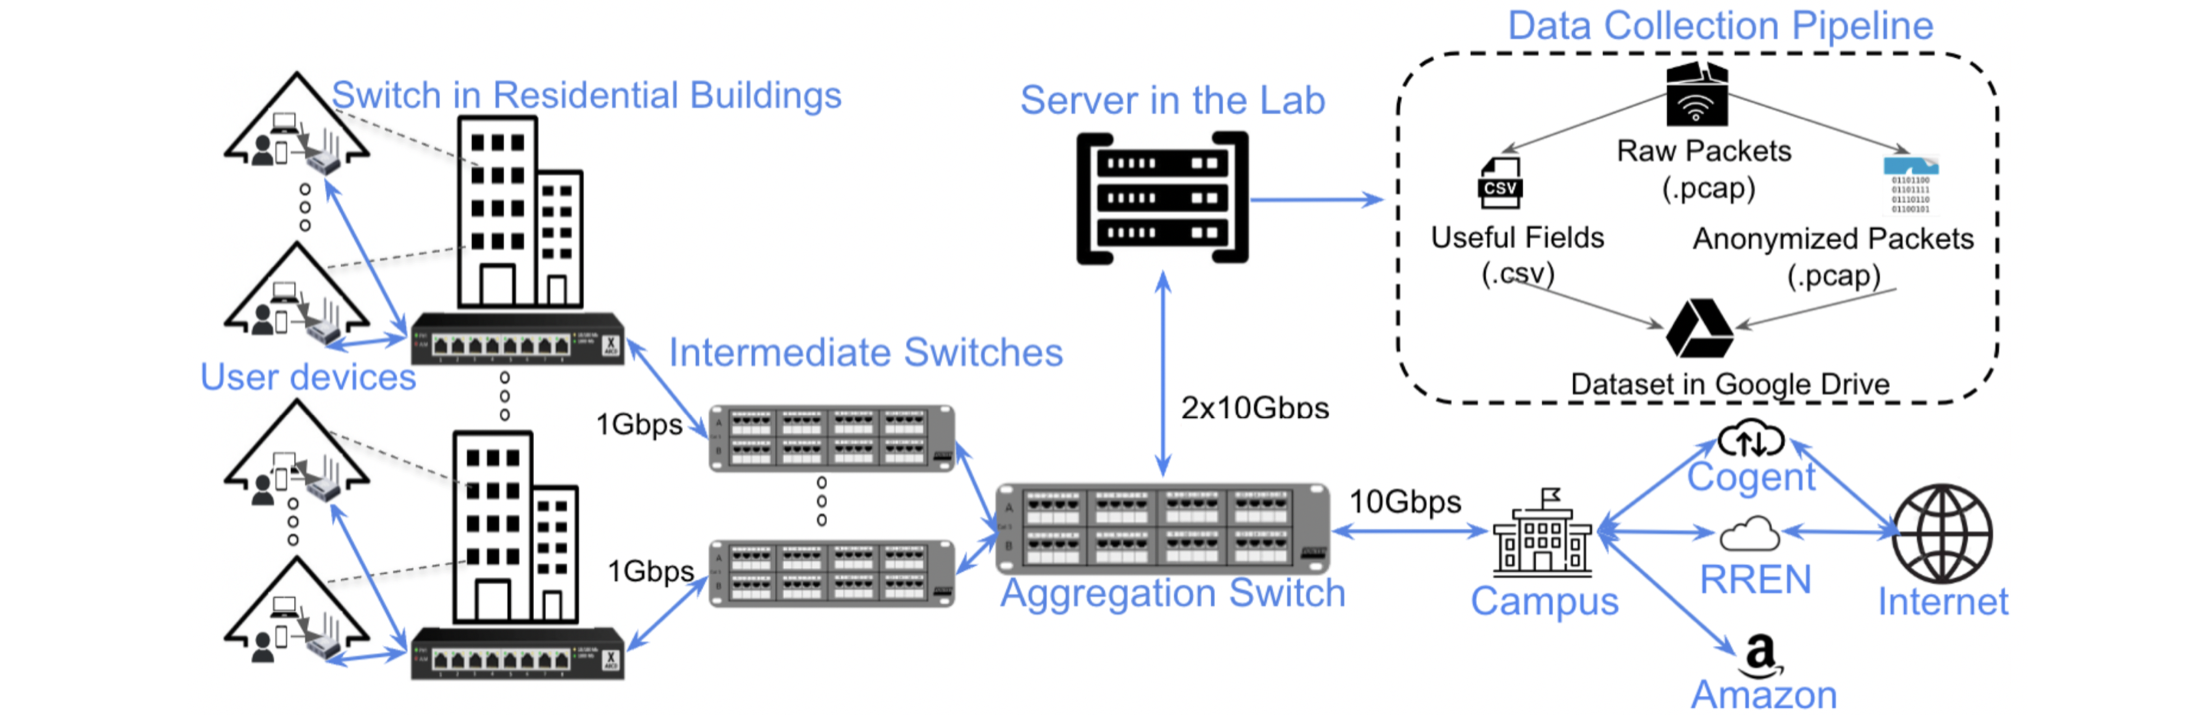 Data Collection Pipeline
Switch in Residential Buildings
Server in the Lab
Raw Packets
(.pcap)
CSV
01101100
01101111
01110110
01100101
Useful Fields
(.csv)
Anonymized Packets
(.pcap)
Dataset in Google Drive
User devices
Intermediate Switches
1Gbps
2x10Gbps
1Gbps
10Gbps
Aggregation Switch
Cogent
RREN
Campus
Internet
a
Amazon
X
X
A
B
A
B
A
B